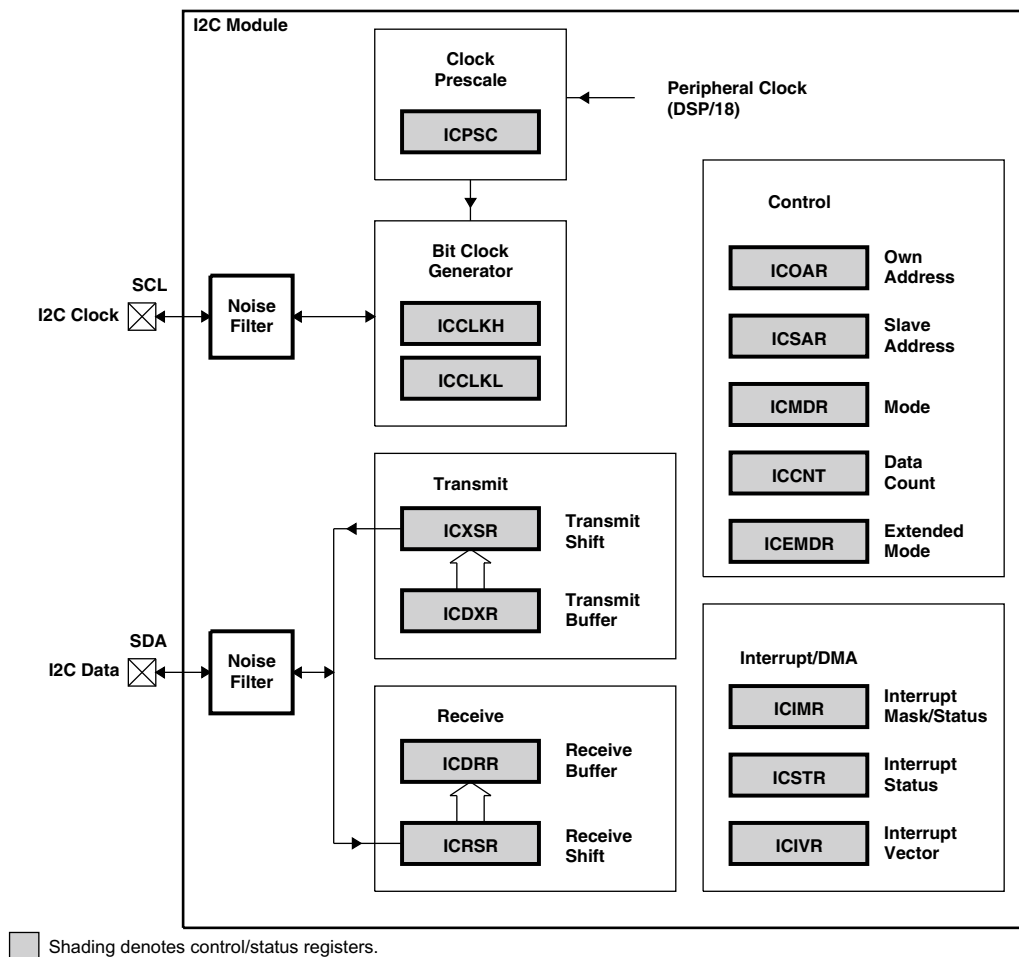 I2C Module
Clock
Prescale
ICPSC
Peripheral Clock
(DSP/18)
Bit Clock
Generator
ICCLKH
ICCLKL
SCL
I2C Clock
Noise
Filter
Control
ICOAR
Own
Address
ICSAR
Slave
Address
ICMDR
Mode
ICCNT
Data
Count
ICEMDR
Extended
Mode
Transmit
ICXSR
Transmit
Shift
ICDXR
Transmit
Buffer
SDA
I2C Data
Noise
Filter
Receive
ICDRR
Receive
Buffer
ICRSR
Receive
Shift
Interrupt/DMA
ICIMR
Interrupt
Mask/Status
ICSTR
Interrupt
Status
ICIVR
Interrupt
Vector
Shading denotes control/status registers.